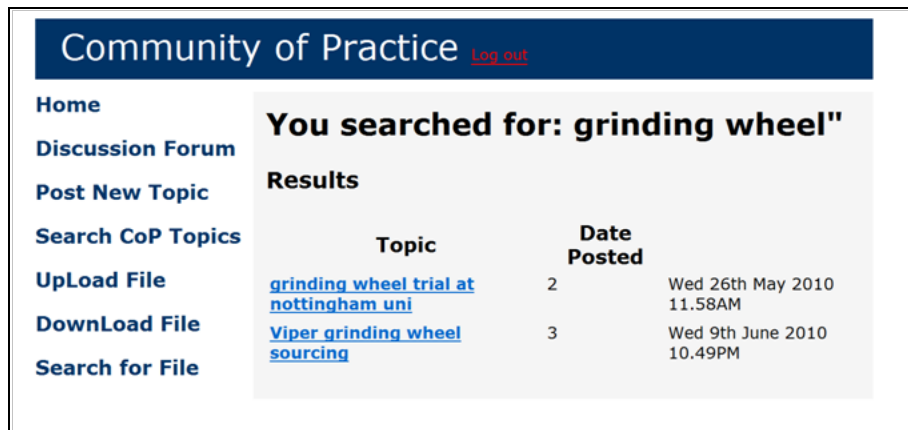 Community of Practice Log out
Home
Discussion Forum
Post New Topic
Search CoP Topics
UpLoad File
DownLoad File
Search for File
You searched for: grinding wheel"
Results
Topic
Date
Posted
grinding wheel trial at
nottingham uni
2
Wed 26th May 2010
11.58AM
Viper grinding wheel
sourcing
3
Wed 9th June 2010
10.49PM